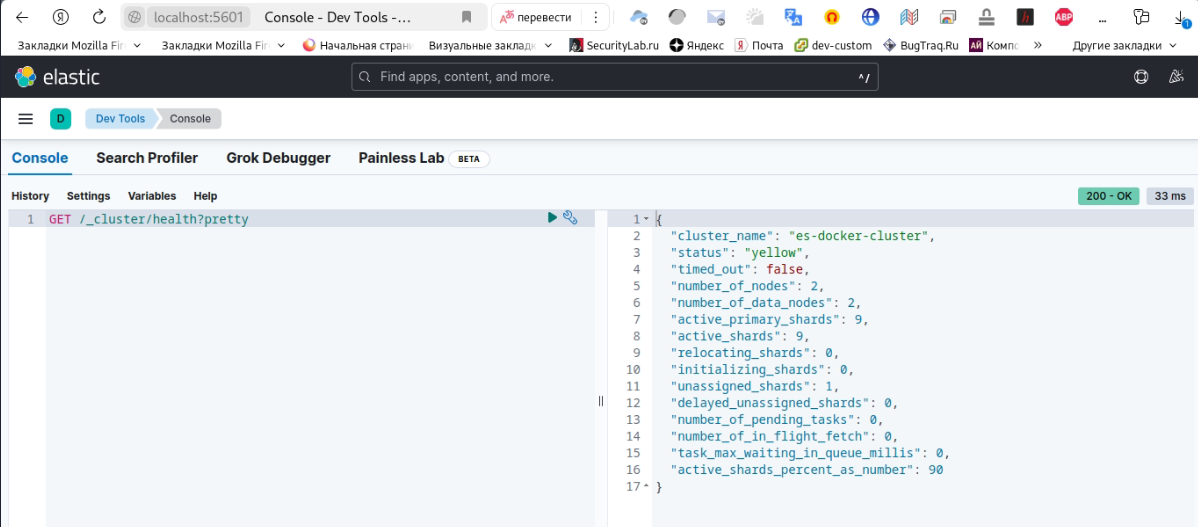 localhost:5601 Console - Dev Tools -... перевести
Закладки Mozilla Fir Закладки Mozilla Fir Начальная страни Визуальные закладк SecurityLab.ru Яндекс Почта dev-custom BugTraq.Ru Компо » Другие закладки
elastic Find apps, content, and more. ^/
D Dev Tools Console
Console Search Profiler Grok Debugger Painless Lab BETA
History Settings Variables Help 200 - OK 33 ms
1 GET /_cluster/health?pretty
1 {
2 "cluster_name": "es-docker-cluster",
3 "status": "yellow",
4 "timed_out": false,
5 "number_of_nodes": 2,
6 "number_of_data_nodes": 2,
7 "active_primary_shards": 9,
8 "active_shards": 9,
9 "relocating_shards": 0,
10 "initializing_shards": 0,
11 "unassigned_shards": 1,
12 "delayed_unassigned_shards": 0,
13 "number_of_pending_tasks": 0,
14 "number_of_in_flight_fetch": 0,
15 "task_max_waiting_in_queue_millis": 0,
16 "active_shards_percent_as_number": 90
17 }